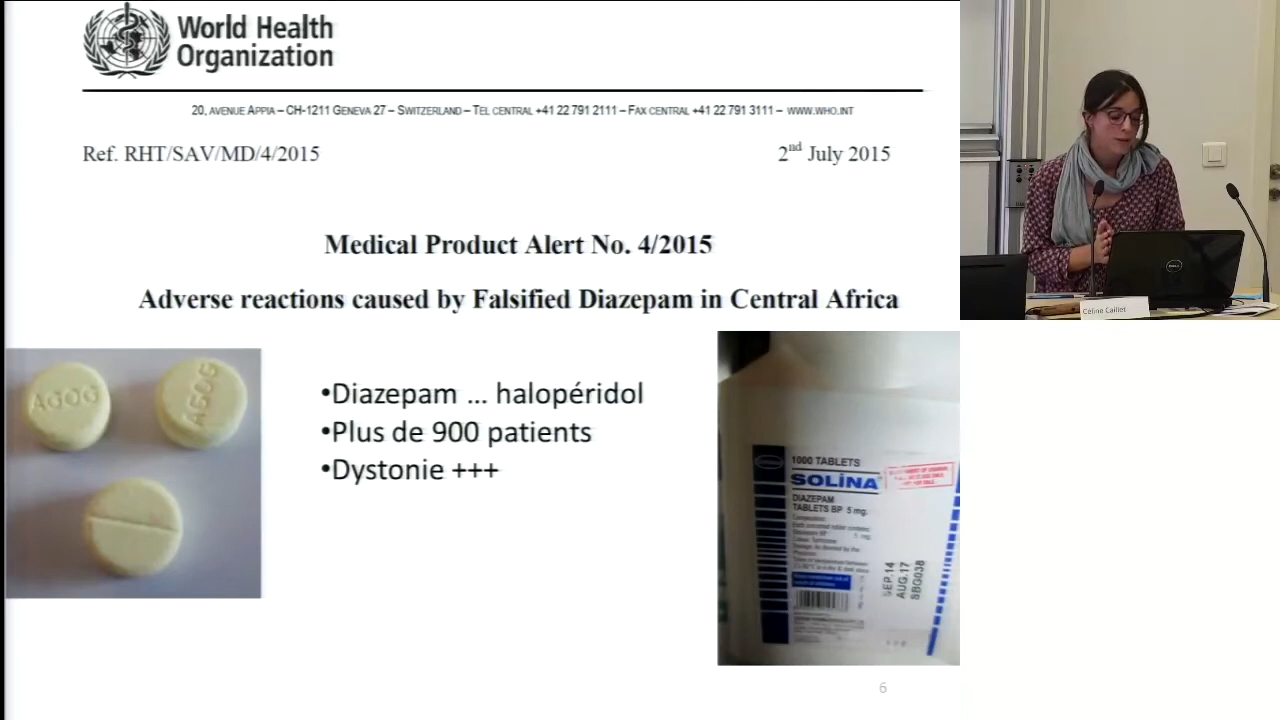 World Health
Organization
20, AVENUE APPIA – CH-1211 GENEVA 27 – SWITZERLAND – TEL CENTRAL +41 22 791 2111 – FAX CENTRAL +41 22 791 3111 – WWW.WHO.INT
Ref. RHT/SAV/MD/4/2015
2nd July 2015
Medical Product Alert No. 4/2015
Adverse reactions caused by Falsified Diazepam in Central Africa
•Diazepam ... halopéridol
•Plus de 900 patients
•Dystonie +++
AGOG
AGOG
1000 TABLETS
SOLiNA
DIAZEPAM
TABLETS BP 5 mg.
SEP.14
AUG.17
SBG038
6
DELL
Céline Caillet